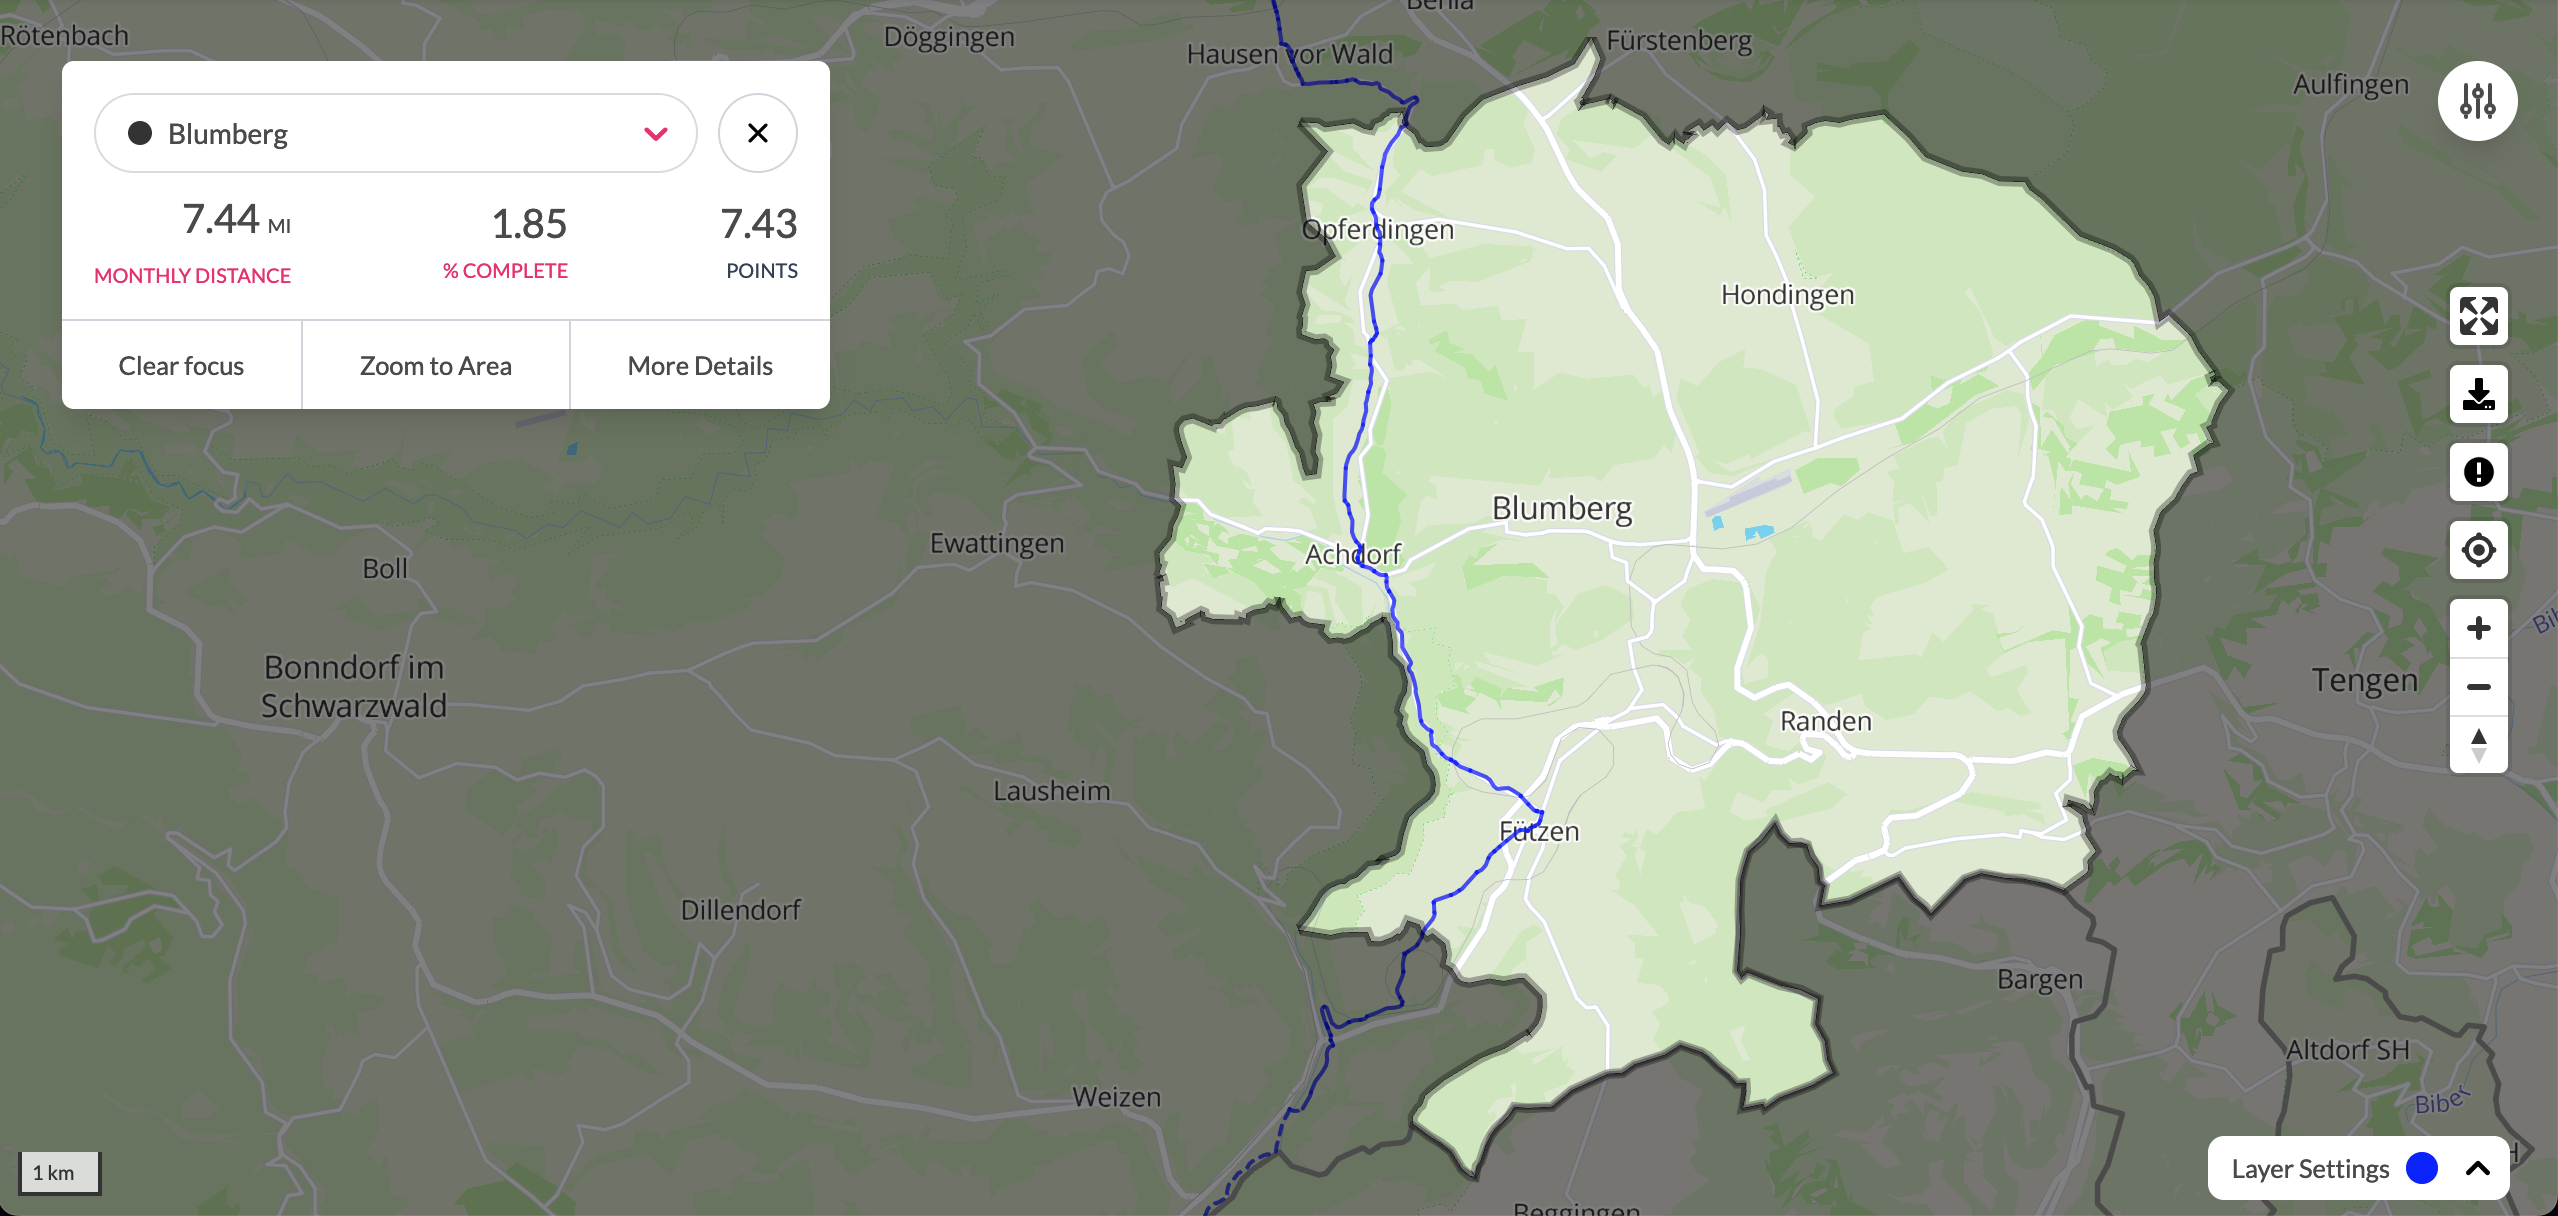 Behla
Rötenbach
Döggingen
Hausen vor Wald
Fürstenberg
Aulfingen
Blumberg
7.44 MI
MONTHLY DISTANCE
1.85
% COMPLETE
7.43
POINTS
Clear focus
Zoom to Area
More Details
Opferdingen
Hondingen
Blumberg
Ewattingen
Achdorf
Boll
Bonndorf im
Schwarzwald
Tengen
Randen
Lausheim
Fützen
Dillendorf
Bargen
Altdorf SH
Weizen
Biber
1 km
Layer Settings
Beggingen